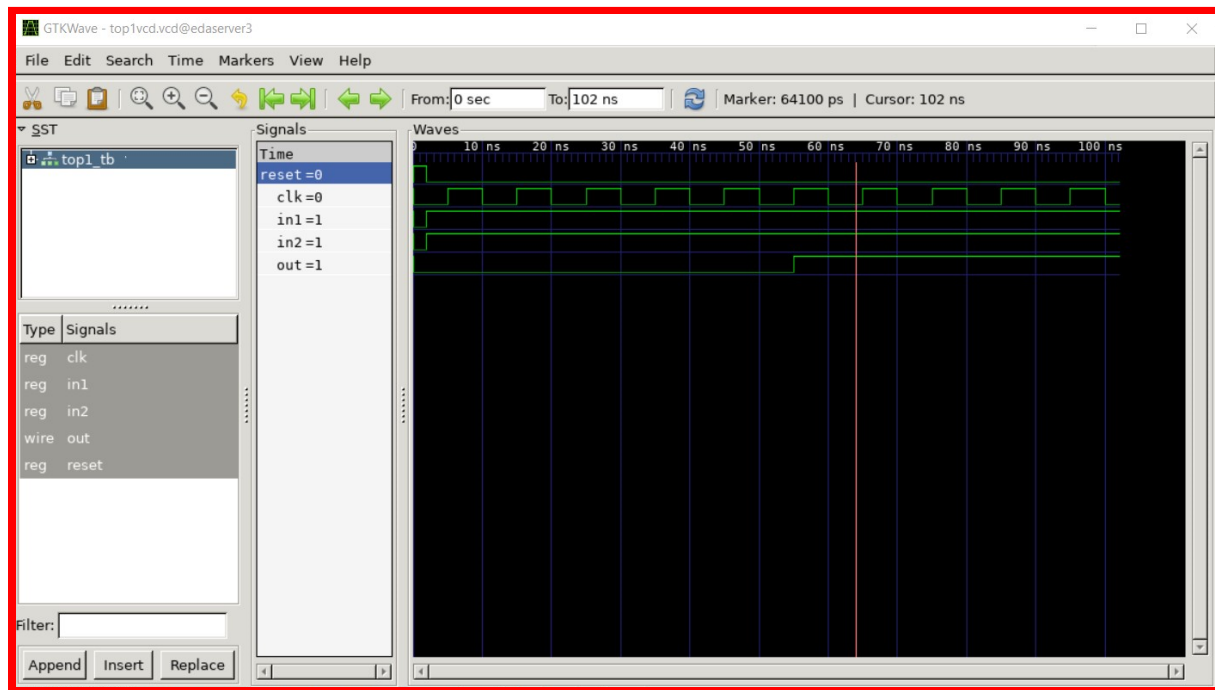 GTKWave - top1vcd.vcd@edaserver3
File Edit Search Time Markers View Help
From: 0 sec To: 102 ns Marker: 64100 ps | Cursor: 102 ns
SST
top1_tb
Type Signals
reg clk
reg in1
reg in2
wire out
reg reset
Filter:
Append Insert Replace
Signals
Time
reset=0
clk=0
in1=1
in2=1
out=1
Waves
0 10 ns 20 ns 30 ns 40 ns 50 ns 60 ns 70 ns 80 ns 90 ns 100 ns